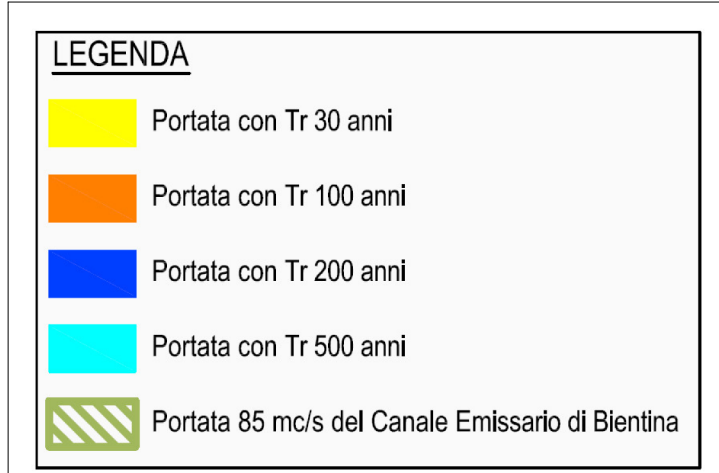 LEGENDA
Portata con Tr 30 anni
Portata con Tr 100 anni
Portata con Tr 200 anni
Portata con Tr 500 anni
Portata 85 mc/s del Canale Emissario di Bientina